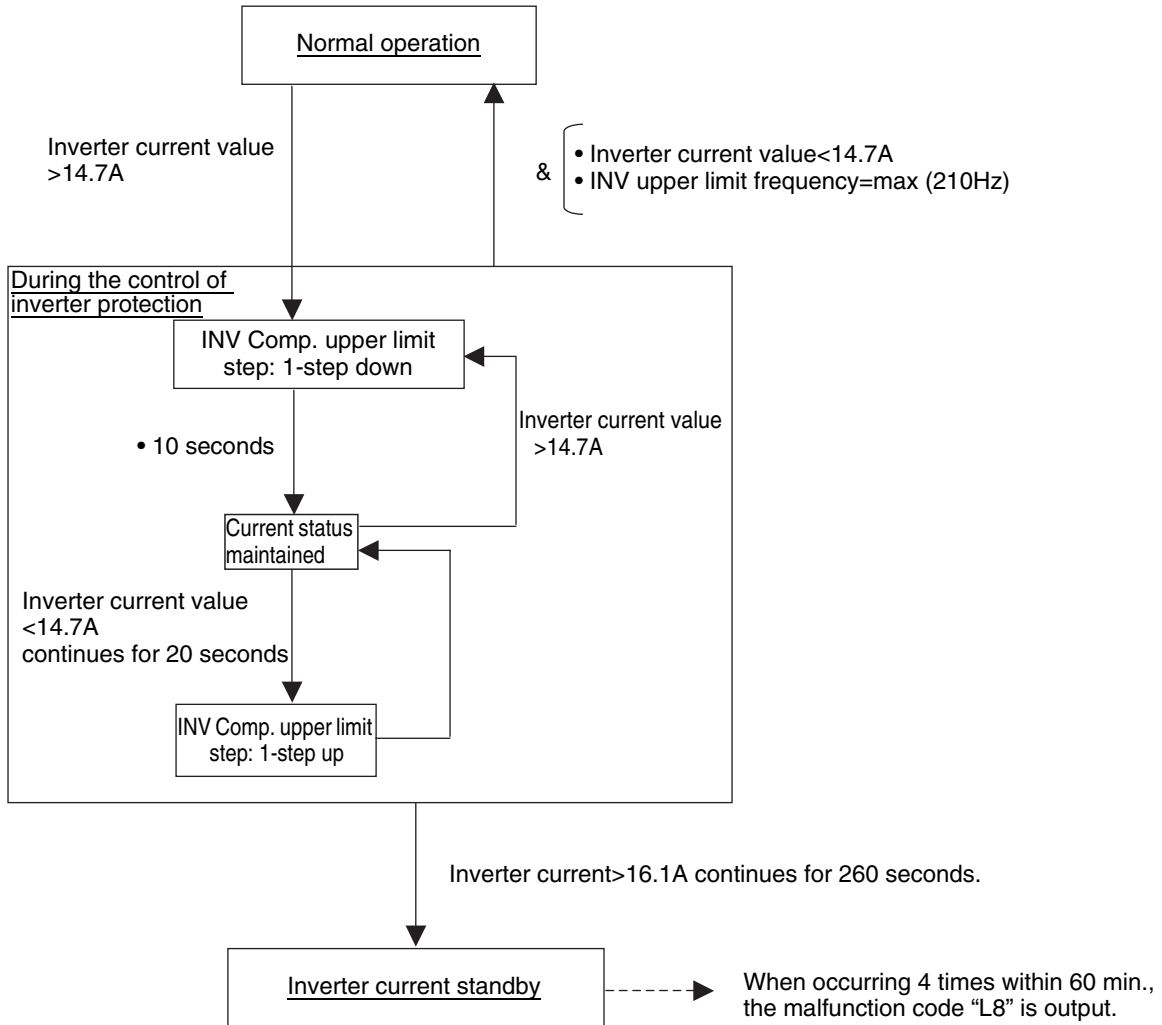 Normal operation
Inverter current value
>14.7A
&
• Inverter current value<14.7A
• INV upper limit frequency=max (210Hz)
During the control of
inverter protection
INV Comp. upper limit
step: 1-step down
Inverter current value
>14.7A
• 10 seconds
Current status
maintained
Inverter current value
<14.7A
continues for 20 seconds
INV Comp. upper limit
step: 1-step up
Inverter current>16.1A continues for 260 seconds.
Inverter current standby
When occurring 4 times within 60 min.,
the malfunction code “L8” is output.